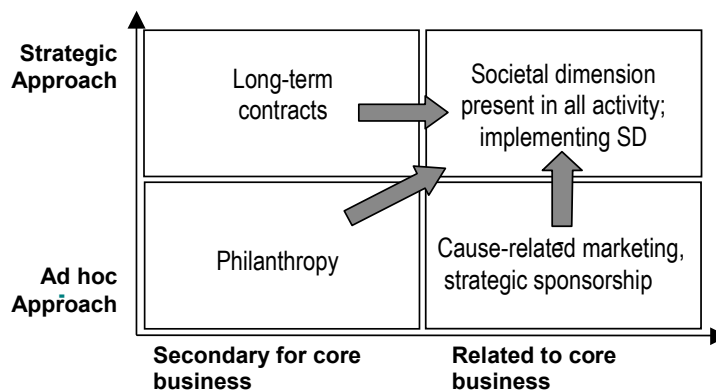 Strategic
Approach
Long-term
contracts
Societal dimension
present in all activity;
implementing SD
Ad hoc
Approach
Philanthropy
Cause-related marketing,
strategic sponsorship
Secondary for core
business
Related to core
business